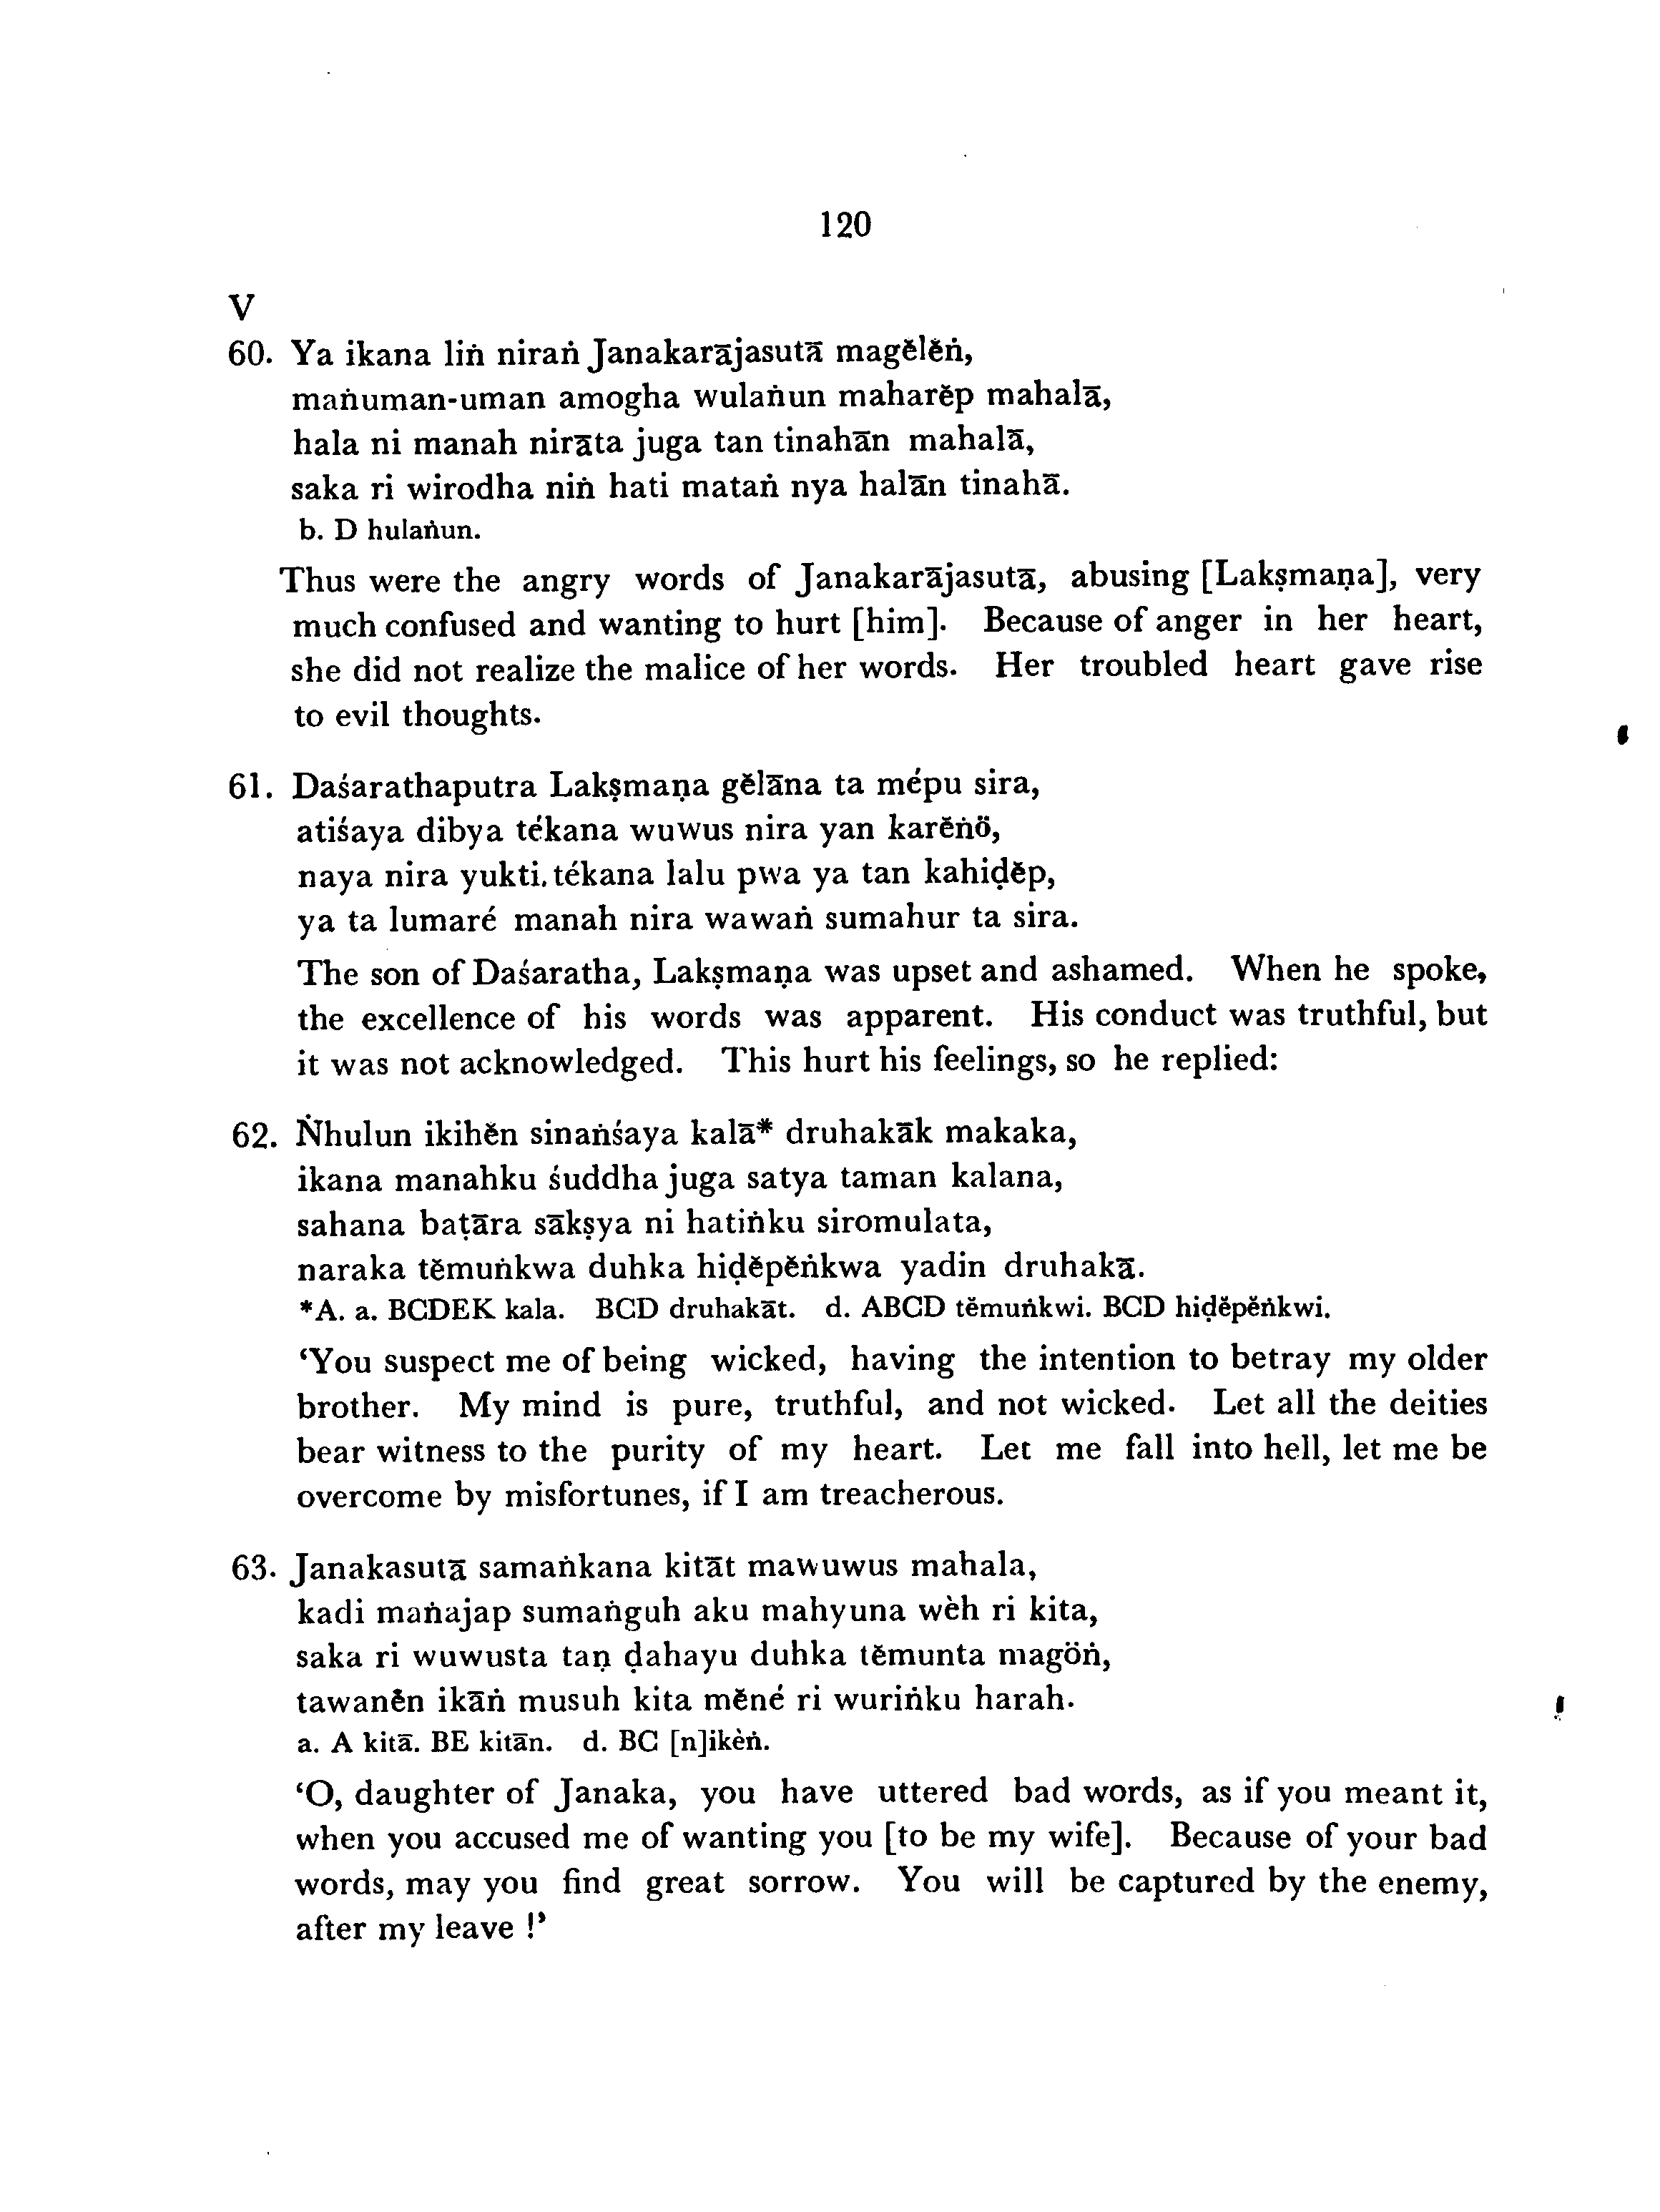 120
V
60. Ya ikana liṅ niraṅ Janakarājasutā magĕlĕṅ,
maṅuman-uman amogha wulaṅun maharĕp mahalā,
hala ni manah nirāta juga tan tinahān mahalā,
saka ri wirodha niṅ hati mataṅ nya halān tinahā.
b. D hulaṅun.
Thus were the angry words of Janakarājasutā, abusing [Lakṣmaṇa], very
much confused and wanting to hurt [him]. Because of anger in her heart,
she did not realize the malice of her words. Her troubled heart gave rise
to evil thoughts.
61. Daśarathaputra Lakṣmaṇa gĕlāna ta mépu sira,
atiśaya dibya tékana wuwus nira yan karĕṅö,
naya nira yukti. tékana lalu pwa ya tan kahiḍĕp,
ya ta lumaré manah nira wawaṅ sumahur ta sira.
The son of Daśaratha, Lakṣmaṇa was upset and ashamed. When he spoke,
the excellence of his words was apparent. His conduct was truthful, but
it was not acknowledged. This hurt his feelings, so he replied:
62. Ṅhulun ikihĕn sinaṅśaya kalā* druhakāk makaka,
ikana manahku śuddha juga satya taman kalana,
sahana baṭāra sākṣya ni hatiṅku siromulata,
naraka tĕmuṅkwa duhka hiḍĕpĕṅkwa yadin druhakā.
*A. a. BCDEK kala. BCD druhakāt. d. ABCD tĕmuṅkwi. BCD hiḍĕpĕṅkwi.
‘You suspect me of being wicked, having the intention to betray my older
brother. My mind is pure, truthful, and not wicked. Let all the deities
bear witness to the purity of my heart. Let me fall into hell, let me be
overcome by misfortunes, if I am treacherous.
63. Janakasutā samaṅkana kitāt mawuwus mahala,
kadi maṅajap sumaṅguh aku mahyuna wèh ri kita,
saka ri wuwusta taṇ ḍahayu duhka tĕmunta magöṅ,
tawanĕn ikāṅ musuh kita mĕné ri wuriṅku harah.
a. A kitā. BE kitān. d. BC [n]ikèṅ.
‘O, daughter of Janaka, you have uttered bad words, as if you meant it,
when you accused me of wanting you [to be my wife]. Because of your bad
words, may you find great sorrow. You will be captured by the enemy,
after my leave !’